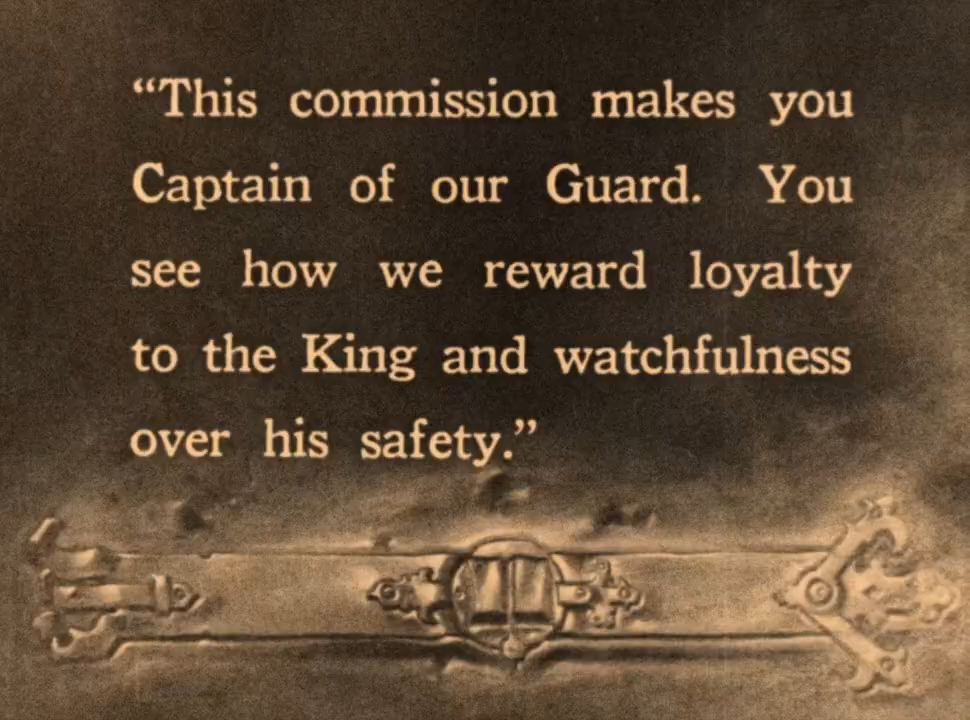 “This commission makes you
Captain of our Guard. You
see how we reward loyalty
to the King and watchfulness
over his safety.”